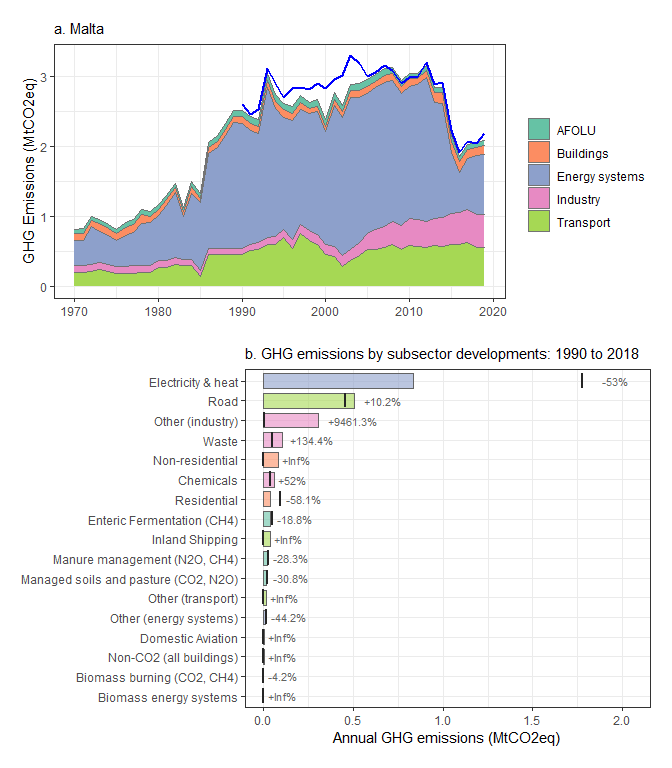 a. Malta
GHG Emissions (MtCO2eq)
3
2
1
0
1970
1980
1990
2000
2010
2020
AFOLU
Buildings
Energy systems
Industry
Transport
b. GHG emissions by subsector developments: 1990 to 2018
Electricity & heat
-53%
Road
+10.2%
Other (industry)
+9461.3%
Waste
+134.4%
Non-residential
+Inf%
Chemicals
+52%
Residential
-58.1%
Enteric Fermentation (CH4)
-18.8%
Inland Shipping
+Inf%
Manure management (N2O, CH4)
-28.3%
Managed soils and pasture (CO2, N2O)
-30.8%
Other (transport)
+Inf%
Other (energy systems)
-44.2%
Domestic Aviation
+Inf%
Non-CO2 (all buildings)
+Inf%
Biomass burning (CO2, CH4)
-4.2%
Biomass energy systems
+Inf%
0.0
0.5
1.0
1.5
2.0
Annual GHG emissions (MtCO2eq)